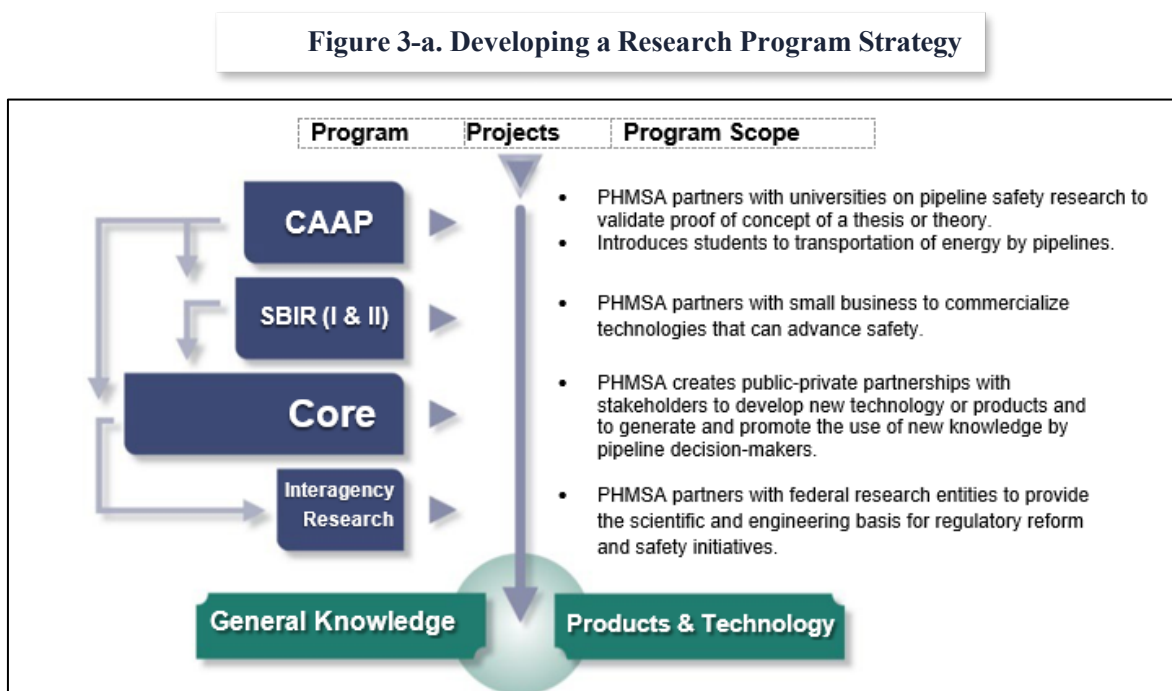 Figure 3-a. Developing a Research Program Strategy
Program Projects Program Scope
CAAP
• PHMSA partners with universities on pipeline safety research to
validate proof of concept of a thesis or theory.
• Introduces students to transportation of energy by pipelines.
SBIR (I & II)
• PHMSA partners with small business to commercialize
technologies that can advance safety.
Core
• PHMSA creates public-private partnerships with
stakeholders to develop new technology or products and
to generate and promote the use of new knowledge by
pipeline decision-makers.
Interagency
Research
• PHMSA partners with federal research entities to provide
the scientific and engineering basis for regulatory reform
and safety initiatives.
General Knowledge
Products & Technology